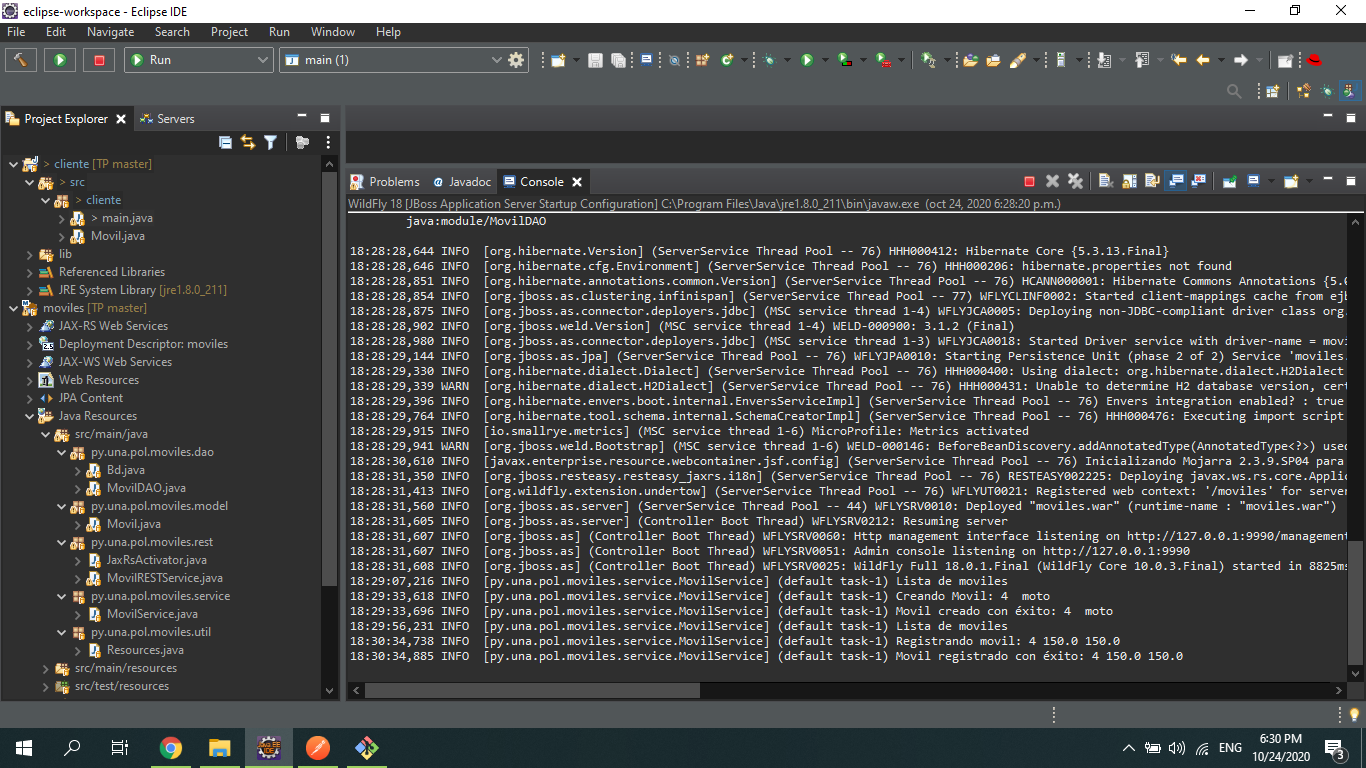 eclipse-workspace - Eclipse IDE
File Edit Navigate Search Project Run Window Help
Run
main (1)
Project Explorer
Servers
> cliente [TP master]
> src
> cliente
> main.java
Movil.java
lib
Referenced Libraries
JRE System Library [jre1.8.0_211]
moviles [TP master]
JAX-RS Web Services
Deployment Descriptor: moviles
JAX-WS Web Services
Web Resources
JPA Content
Java Resources
src/main/java
py.una.pol.moviles.dao
Bd.java
MovilDAO.java
py.una.pol.moviles.model
Movil.java
py.una.pol.moviles.rest
JaxRsActivator.java
MovilRESTService.java
py.una.pol.moviles.service
MovilService.java
py.una.pol.moviles.util
Resources.java
src/main/resources
src/test/resources
Problems @ Javadoc Console
WildFly 18 [JBoss Application Server Startup Configuration] C:\Program Files\Java\jre1.8.0_211\bin\javaw.exe (oct 24, 2020 6:28:20 p.m.)
java:module/MovilDAO
18:28:28,644 INFO [org.hibernate.Version] (ServerService Thread Pool -- 76) HHH000412: Hibernate Core {5.3.13.Final}
18:28:28,646 INFO [org.hibernate.cfg.Environment] (ServerService Thread Pool -- 76) HHH000206: hibernate.properties not found
18:28:28,851 INFO [org.hibernate.annotations.common.Version] (ServerService Thread Pool -- 76) HCANN000001: Hibernate Commons Annotations {5.0
18:28:28,854 INFO [org.jboss.as.clustering.infinispan] (ServerService Thread Pool -- 77) WFLYCLINF0002: Started client-mappings cache from ejb
18:28:28,875 INFO [org.jboss.as.connector.deployers.jdbc] (MSC service thread 1-4) WFLYJCA0005: Deploying non-JDBC-compliant driver class org.
18:28:28,902 INFO [org.jboss.weld.Version] (MSC service thread 1-4) WELD-000900: 3.1.2 (Final)
18:28:28,980 INFO [org.jboss.as.connector.deployers.jdbc] (MSC service thread 1-3) WFLYJCA0018: Started Driver service with driver-name = movi
18:28:29,144 INFO [org.jboss.as.jpa] (ServerService Thread Pool -- 76) WFLYJPA0010: Starting Persistence Unit (phase 2 of 2) Service 'moviles.
18:28:29,330 INFO [org.hibernate.dialect.Dialect] (ServerService Thread Pool -- 76) HHH000400: Using dialect: org.hibernate.dialect.H2Dialect
18:28:29,339 WARN [org.hibernate.dialect.H2Dialect] (ServerService Thread Pool -- 76) HHH000431: Unable to determine H2 database version, cert
18:28:29,396 INFO [org.hibernate.envers.boot.internal.EnversServiceImpl] (ServerService Thread Pool -- 76) Envers integration enabled? : true
18:28:29,764 INFO [org.hibernate.tool.schema.internal.SchemaCreatorImpl] (ServerService Thread Pool -- 76) HHH000476: Executing import script
18:28:29,915 INFO [io.smallrye.metrics] (MSC service thread 1-6) MicroProfile: Metrics activated
18:28:29,941 WARN [org.jboss.weld.Bootstrap] (MSC service thread 1-6) WELD-000146: BeforeBeanDiscovery.addAnnotatedType(AnnotatedType<?>) used
18:28:30,610 INFO [javax.enterprise.resource.webcontainer.jsf.config] (ServerService Thread Pool -- 76) Inicializando Mojarra 2.3.9.SP04 para
18:28:31,350 INFO [org.jboss.resteasy.resteasy_jaxrs.i18n] (ServerService Thread Pool -- 76) RESTEASY002225: Deploying javax.ws.rs.core.Applic
18:28:31,413 INFO [org.wildfly.extension.undertow] (ServerService Thread Pool -- 76) WFLYUT0021: Registered web context: '/moviles' for server
18:28:31,560 INFO [org.jboss.as.server] (ServerService Thread Pool -- 44) WFLYSRV0010: Deployed "moviles.war" (runtime-name : "moviles.war")
18:28:31,605 INFO [org.jboss.as.server] (Controller Boot Thread) WFLYSRV0212: Resuming server
18:28:31,607 INFO [org.jboss.as] (Controller Boot Thread) WFLYSRV0060: Http management interface listening on http://127.0.0.1:9990/management
18:28:31,607 INFO [org.jboss.as] (Controller Boot Thread) WFLYSRV0051: Admin console listening on http://127.0.0.1:9990
18:28:31,608 INFO [org.jboss.as] (Controller Boot Thread) WFLYSRV0025: WildFly Full 18.0.1.Final (WildFly Core 10.0.3.Final) started in 8825ms
18:29:07,216 INFO [py.una.pol.moviles.service.MovilService] (default task-1) Lista de moviles
18:29:33,618 INFO [py.una.pol.moviles.service.MovilService] (default task-1) Creando Movil: 4 moto
18:29:33,696 INFO [py.una.pol.moviles.service.MovilService] (default task-1) Movil creado con éxito: 4 moto
18:29:56,231 INFO [py.una.pol.moviles.service.MovilService] (default task-1) Lista de moviles
18:30:34,738 INFO [py.una.pol.moviles.service.MovilService] (default task-1) Registrando movil: 4 150.0 150.0
18:30:34,885 INFO [py.una.pol.moviles.service.MovilService] (default task-1) Movil registrado con éxito: 4 150.0 150.0
ENG
6:30 PM
10/24/2020
3